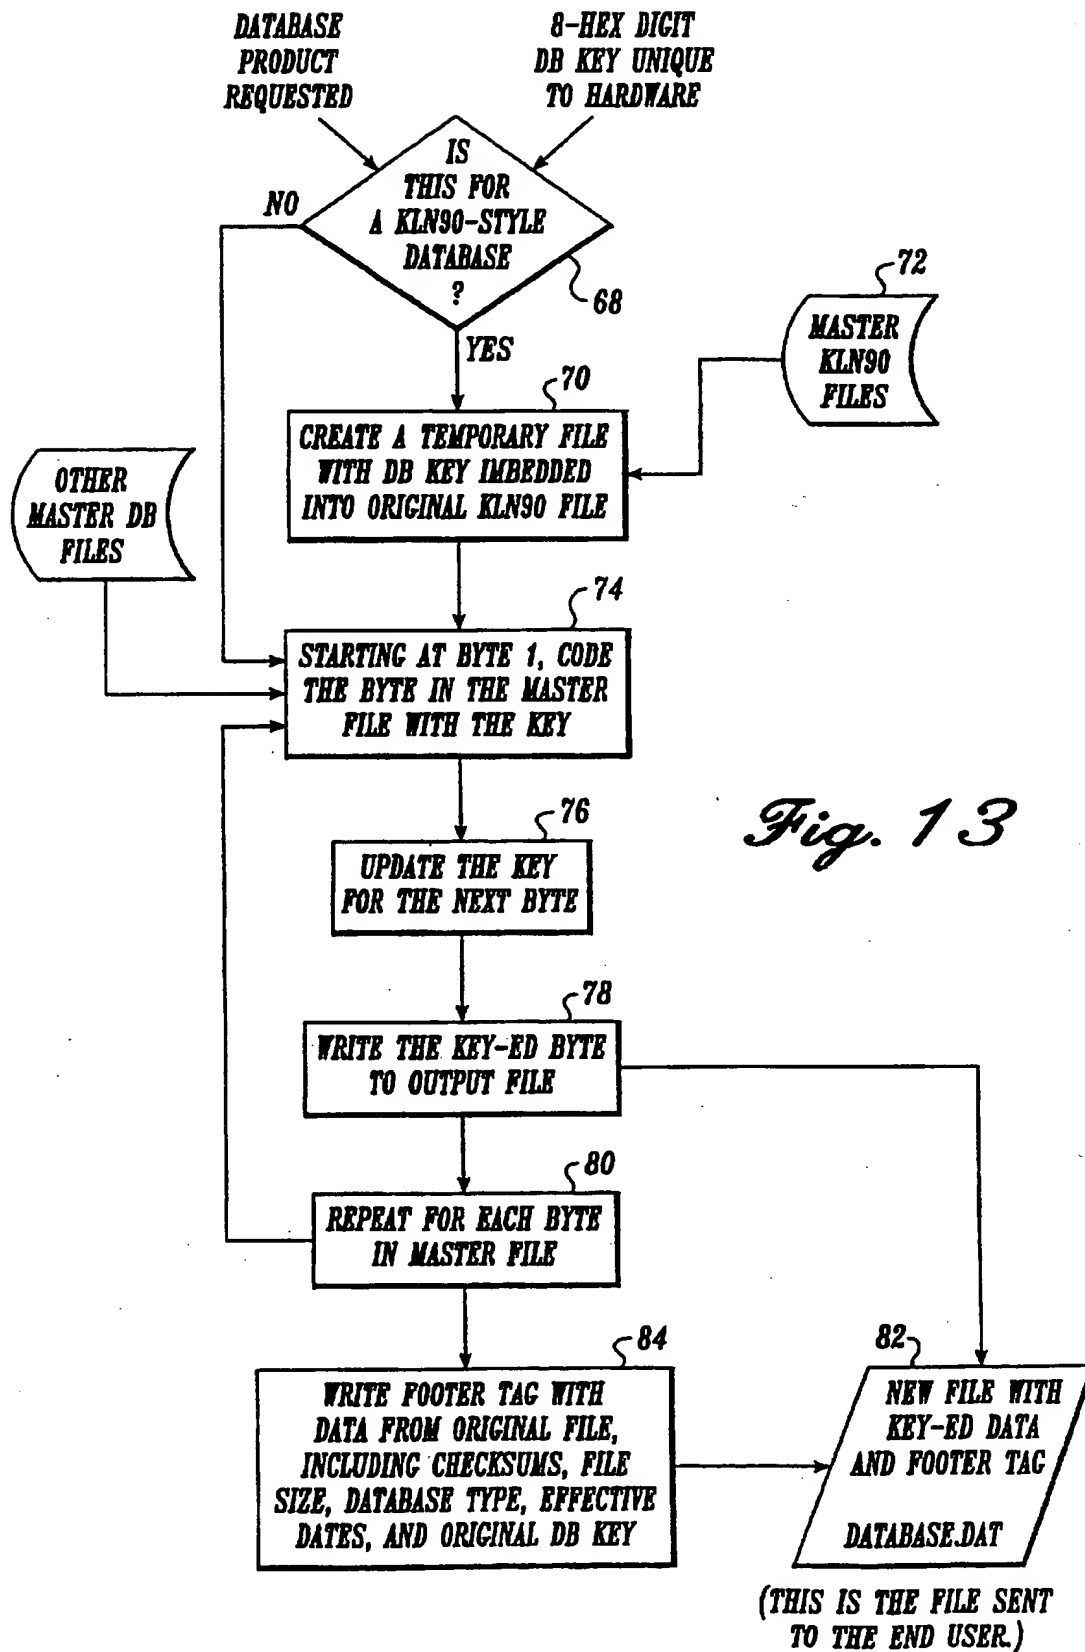 DATABASE
PRODUCT
REQUESTED
8-HEX DIGIT
DB KEY UNIQUE
TO HARDWARE
IS
THIS FOR
A KLN90-STYLE
DATABASE
?
NO
68
YES
72
MASTER
KLN90
FILES
70
CREATE A TEMPORARY FILE
WITH DB KEY IMBEDDED
INTO ORIGINAL KLN90 FILE
OTHER
MASTER DB
FILES
74
STARTING AT BYTE 1, CODE
THE BYTE IN THE MASTER
FILE WITH THE KEY
76
UPDATE THE KEY
FOR THE NEXT BYTE
Fig. 13
78
WRITE THE KEY-ED BYTE
TO OUTPUT FILE
80
REPEAT FOR EACH BYTE
IN MASTER FILE
84
WRITE FOOTER TAG WITH
DATA FROM ORIGINAL FILE,
INCLUDING CHECKSUMS, FILE
SIZE, DATABASE TYPE, EFFECTIVE
DATES, AND ORIGINAL DB KEY
82
NEW FILE WITH
KEY-ED DATA
AND FOOTER TAG
DATABASE.DAT
(THIS IS THE FILE SENT
TO THE END USER.)